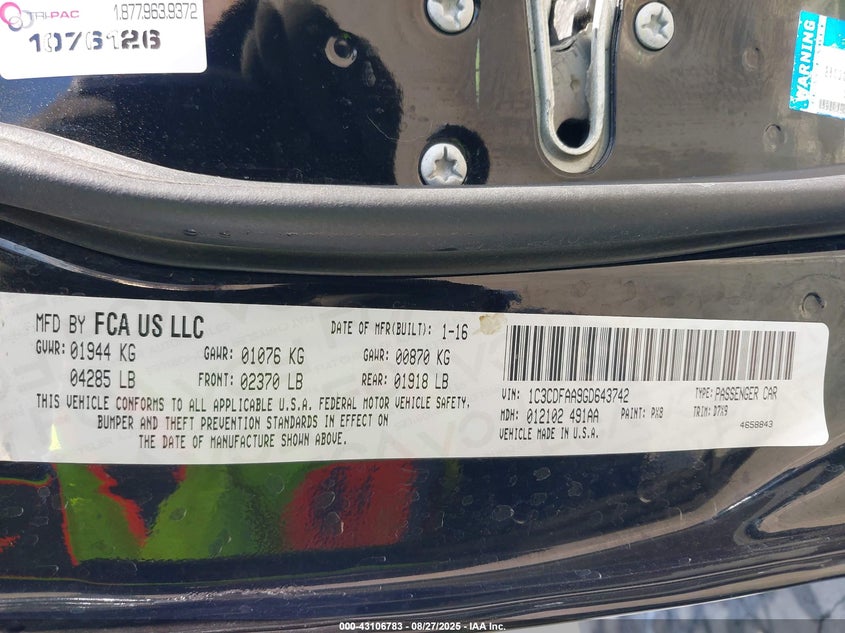 TRI-PAC 1.877.963.9372
1076126
WARNING
MFD BY FCA US LLC
DATE OF MFR(BUILT): 1-16
GVWR: 01944 KG GAWR: 01076 KG GAWR: 00870 KG
04285 LB FRONT: 02370 LB REAR: 01918 LB
THIS VEHICLE CONFORMS TO ALL APPLICABLE U.S.A. FEDERAL MOTOR VEHICLE SAFETY,
BUMPER AND THEFT PREVENTION STANDARDS IN EFFECT ON
THE DATE OF MANUFACTURE SHOWN ABOVE.
VIN: 1C3CDFAA9GD643742 TYPE: PASSENGER CAR
MDH: 012102 491AA PAINT: PX8 TRIM: D7X9
VEHICLE MADE IN U.S.A. 4658843
000-43106783 - 08/27/2025 - IAA Inc.